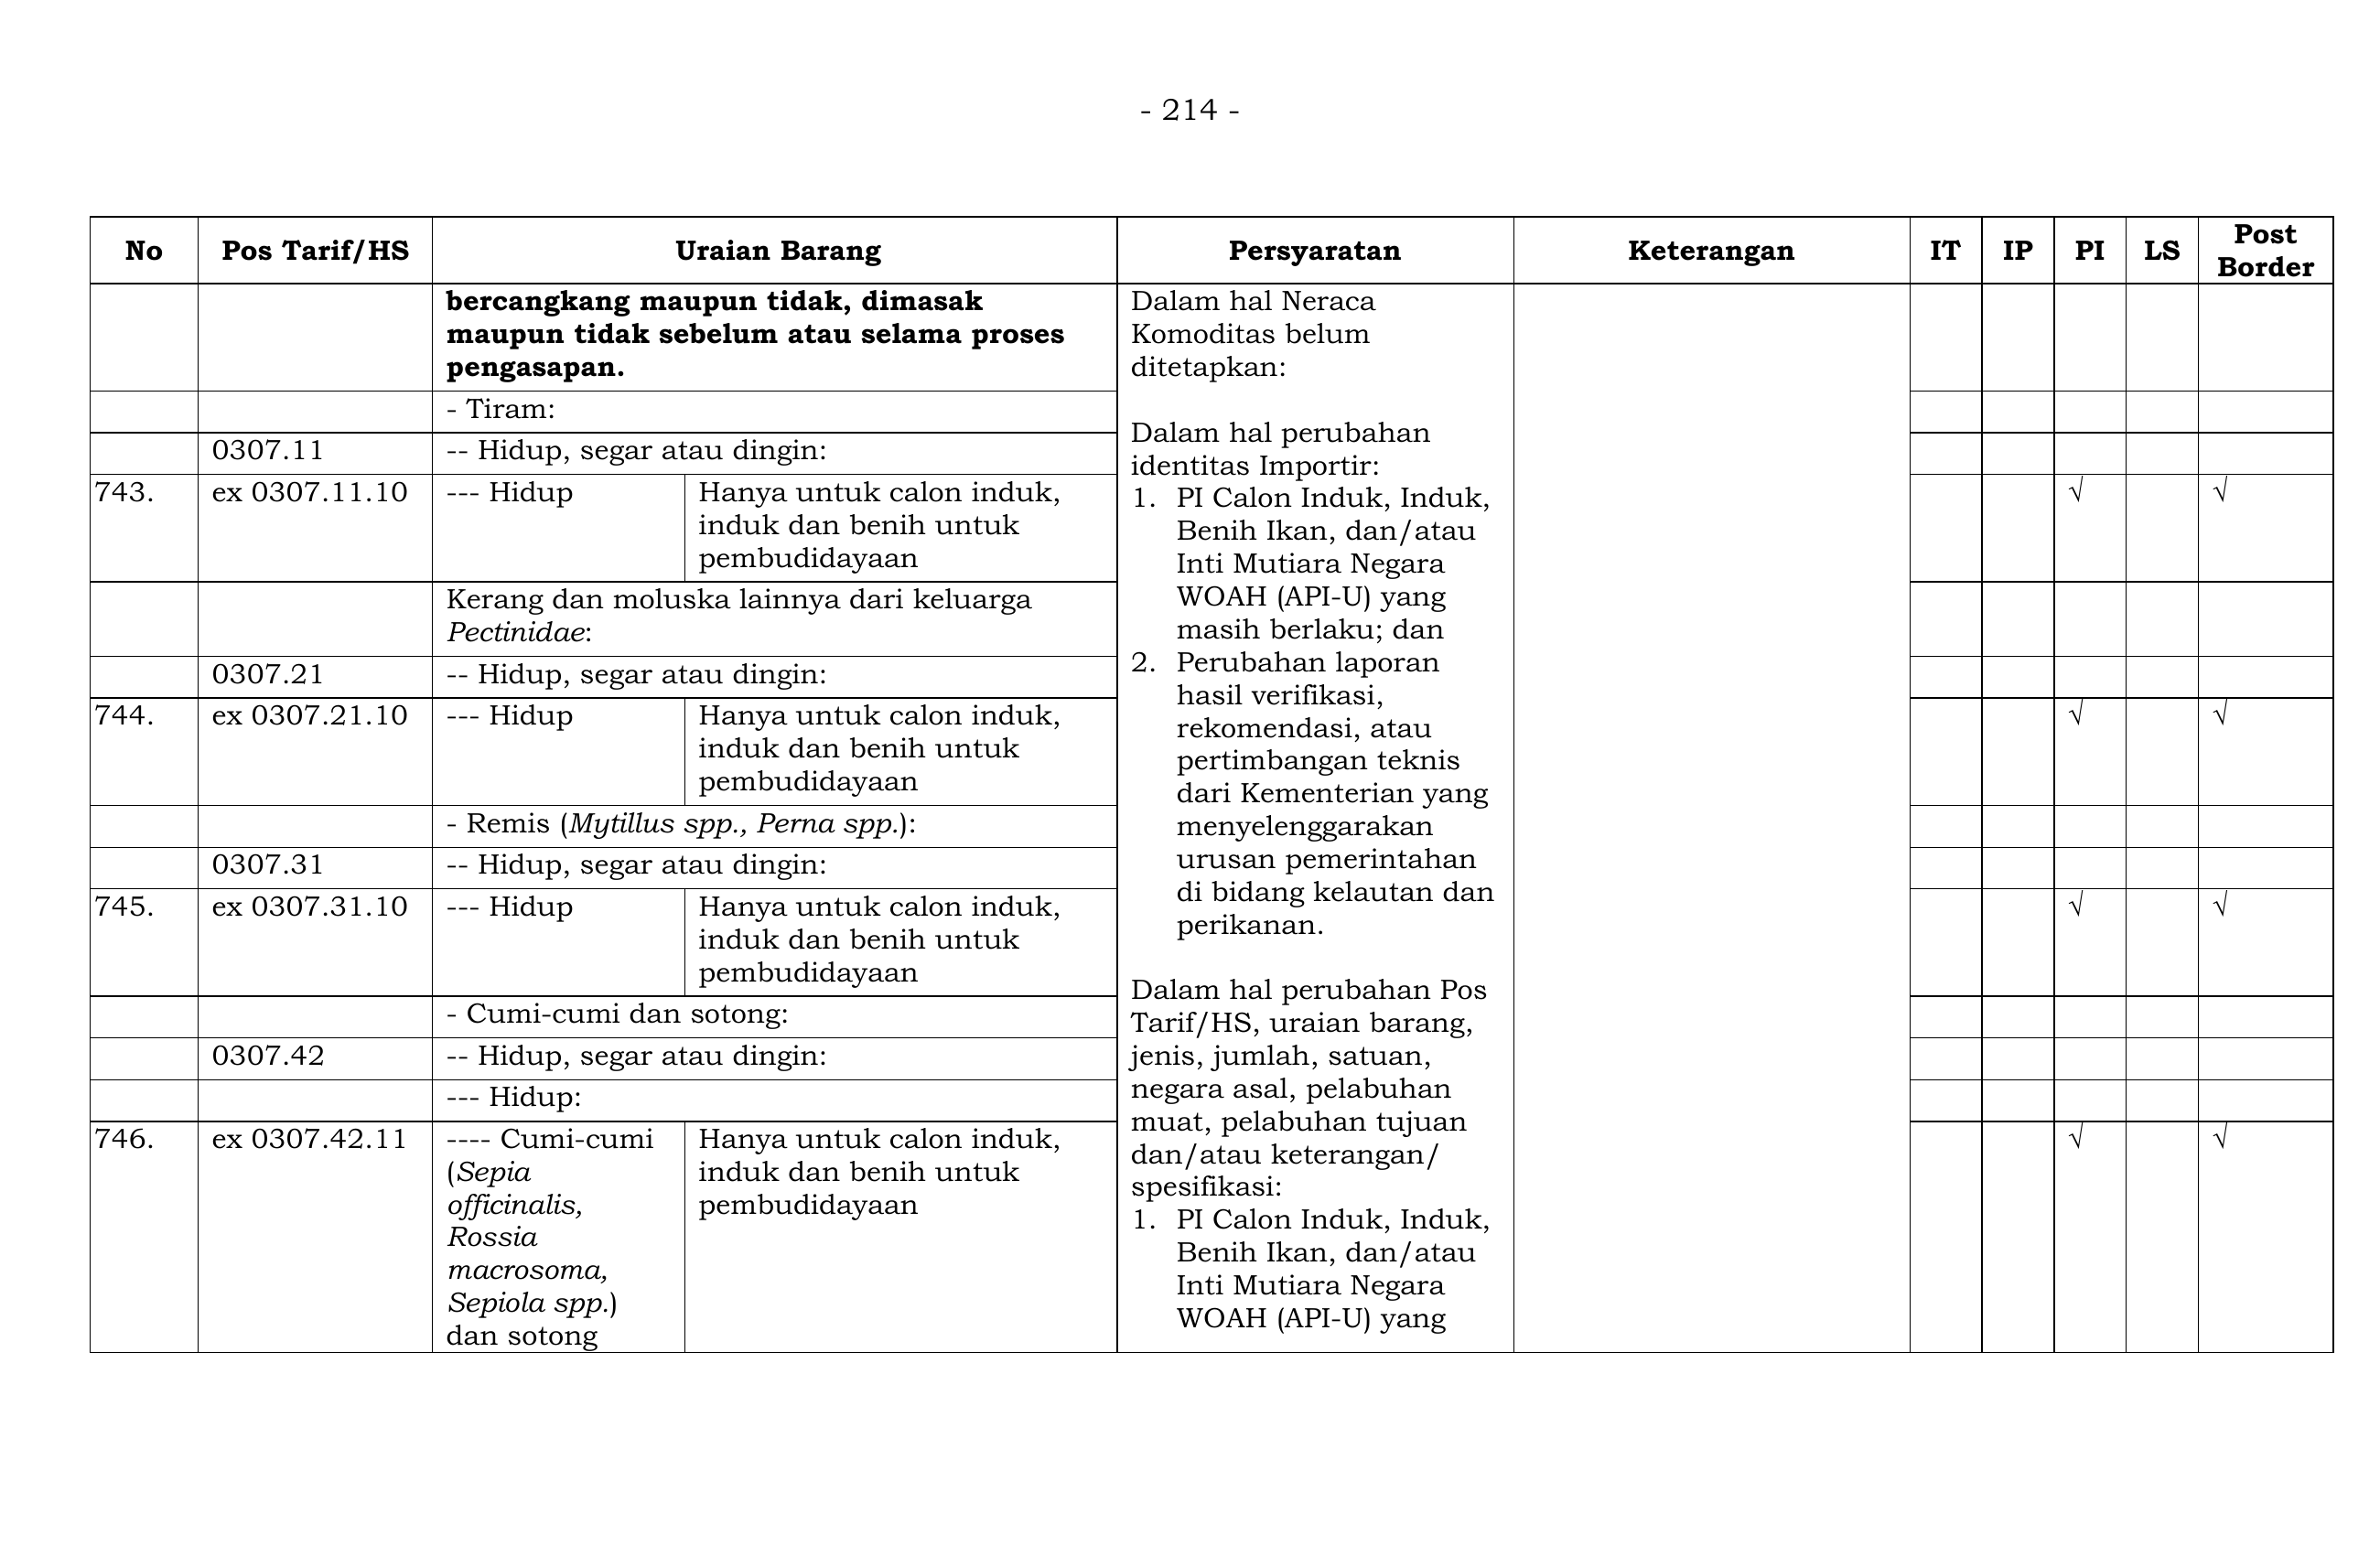 - 214 -
No Pos Tarif/HS Uraian Barang Persyaratan Keterangan IT IP PI LS Post Border
bercangkang maupun tidak, dimasak
maupun tidak sebelum atau selama proses
pengasapan.
- Tiram:
0307.11 -- Hidup, segar atau dingin:
743. ex 0307.11.10 --- Hidup Hanya untuk calon induk, √ √
induk dan benih untuk
pembudidayaan
Kerang dan moluska lainnya dari keluarga
Pectinidae:
0307.21 -- Hidup, segar atau dingin:
744. ex 0307.21.10 --- Hidup Hanya untuk calon induk, √ √
induk dan benih untuk
pembudidayaan
- Remis (Mytillus spp., Perna spp.):
0307.31 -- Hidup, segar atau dingin:
745. ex 0307.31.10 --- Hidup Hanya untuk calon induk, √ √
induk dan benih untuk
pembudidayaan
- Cumi-cumi dan sotong:
0307.42 -- Hidup, segar atau dingin:
--- Hidup:
746. ex 0307.42.11 ---- Cumi-cumi Hanya untuk calon induk, √ √
(Sepia induk dan benih untuk
officinalis, pembudidayaan
Rossia
macrosoma,
Sepiola spp.)
dan sotong
Dalam hal Neraca
Komoditas belum
ditetapkan:
Dalam hal perubahan
identitas Importir:
1. PI Calon Induk, Induk,
Benih Ikan, dan/atau
Inti Mutiara Negara
WOAH (API-U) yang
masih berlaku; dan
2. Perubahan laporan
hasil verifikasi,
rekomendasi, atau
pertimbangan teknis
dari Kementerian yang
menyelenggarakan
urusan pemerintahan
di bidang kelautan dan
perikanan.
Dalam hal perubahan Pos
Tarif/HS, uraian barang,
jenis, jumlah, satuan,
negara asal, pelabuhan
muat, pelabuhan tujuan
dan/atau keterangan/
spesifikasi:
1. PI Calon Induk, Induk,
Benih Ikan, dan/atau
Inti Mutiara Negara
WOAH (API-U) yang